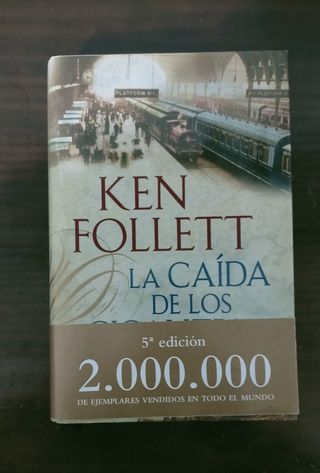 PLATFORM No
KEN
FOLLETT
LA CAÍDA
DE LOS
5ª edición
2.000.000
DE EJEMPLARES VENDIDOS EN TODO EL MUNDO